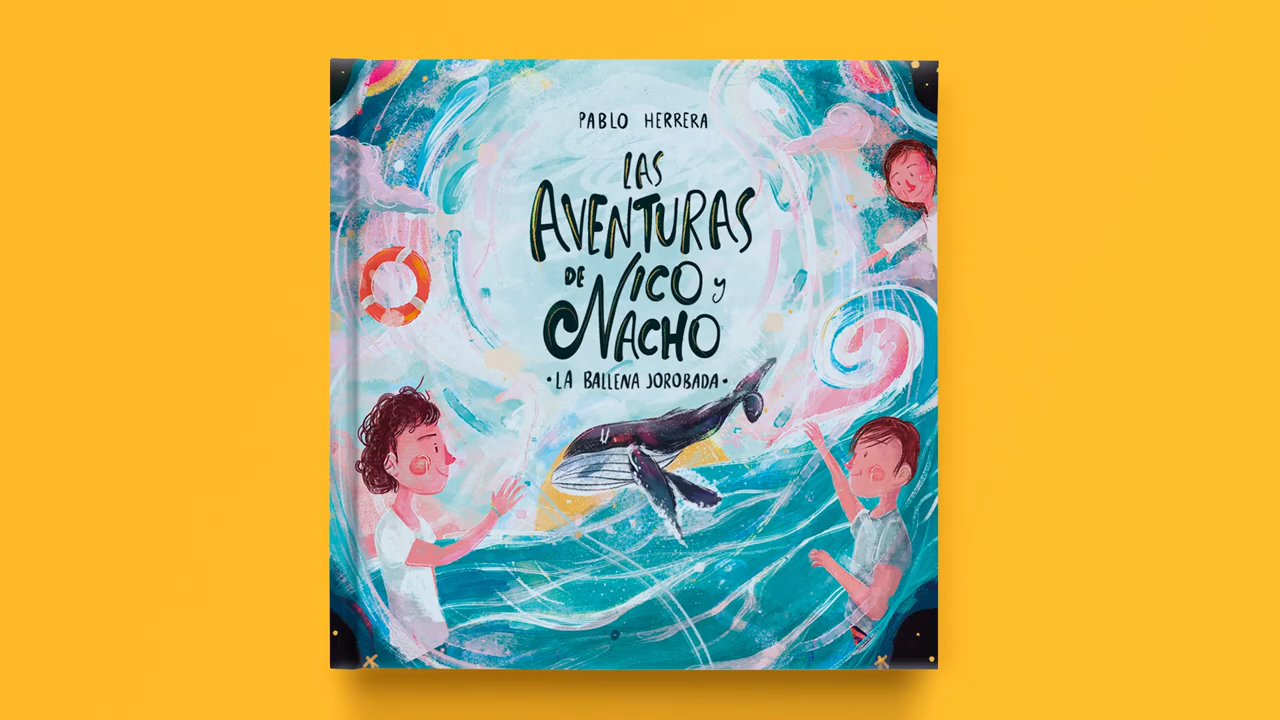 PABLO HERRERA
LAS
AVENTURAS
DE NICO y
NACHO
• LA BALLENA JOROBADA •